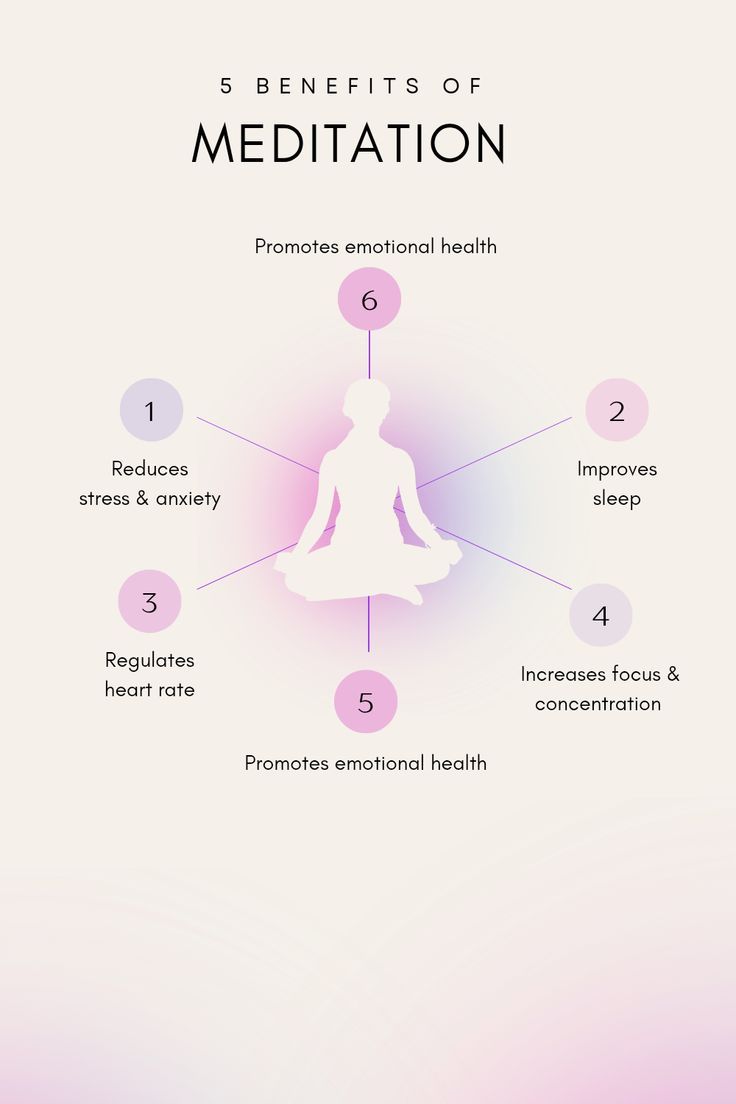 5 BENEFITS OF
MEDITATION
Promotes emotional health
6
1
Reduces
stress & anxiety
2
Improves
sleep
3
Regulates
heart rate
4
Increases focus &
concentration
5
Promotes emotional health